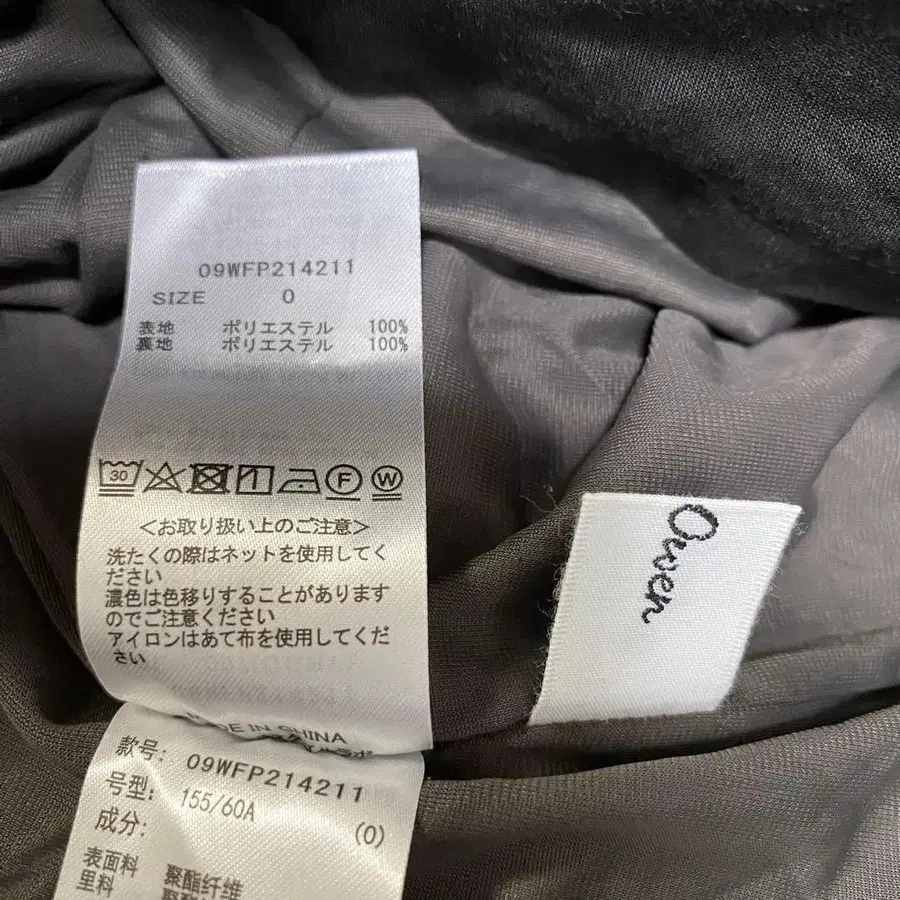 09WFP214211
SIZE 0
表地 ポリエステル 100%
裏地 ポリエステル 100%
30
F
W
<お取り扱い上のご注意>
洗たくの際はネットを使用してく
ださい
濃色は色移りすることがあります
のでご注意ください
アイロンはあて布を使用してくだ
さい
MADE IN CHINA
款号: 09WFP214211
号型: 155/60A
成分: (0)
表面料 聚酯纤维
里料
Owen